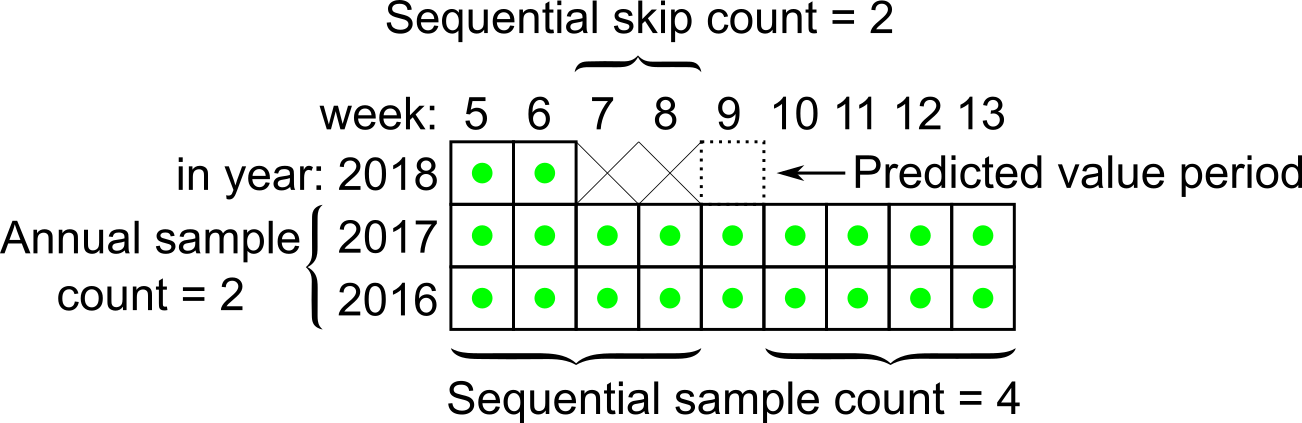 Sequential skip count = 2
week: 5 6 7 8 9 10 11 12 13
in year: 2018
Predicted value period
Annual sample
count = 2
2017
2016
Sequential sample count = 4